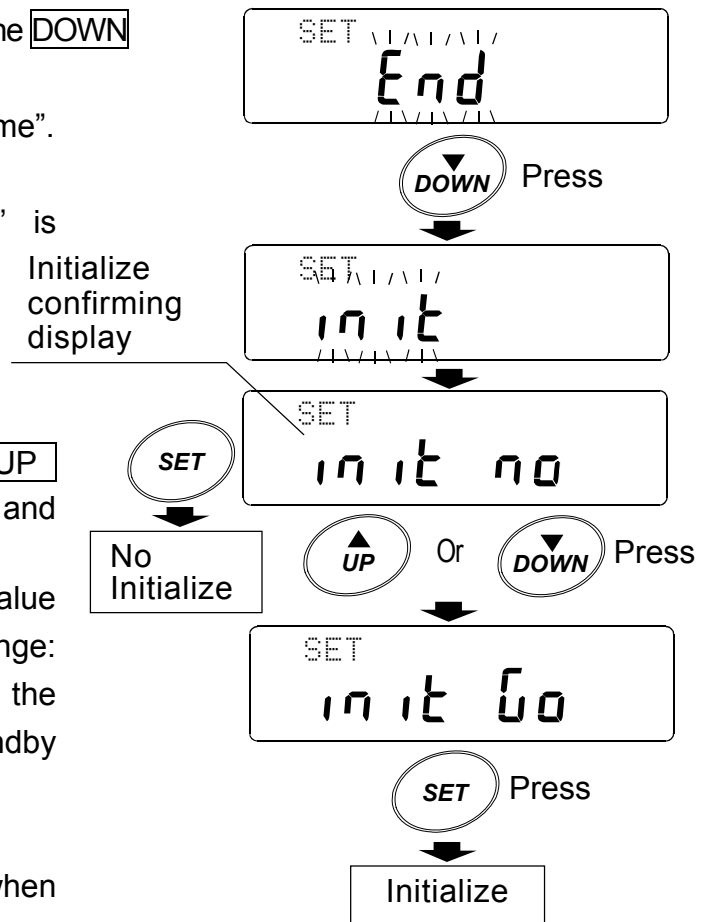 he DOWN
SET
End
me”.
DOWN Press
” is
Initialize
confirming
display
SET
init
SET
SET
init no
UP
and
No
Initialize
UP Or DOWN Press
alue
nge:
SET
the
init Go
ndby
SET Press
Initialize
when